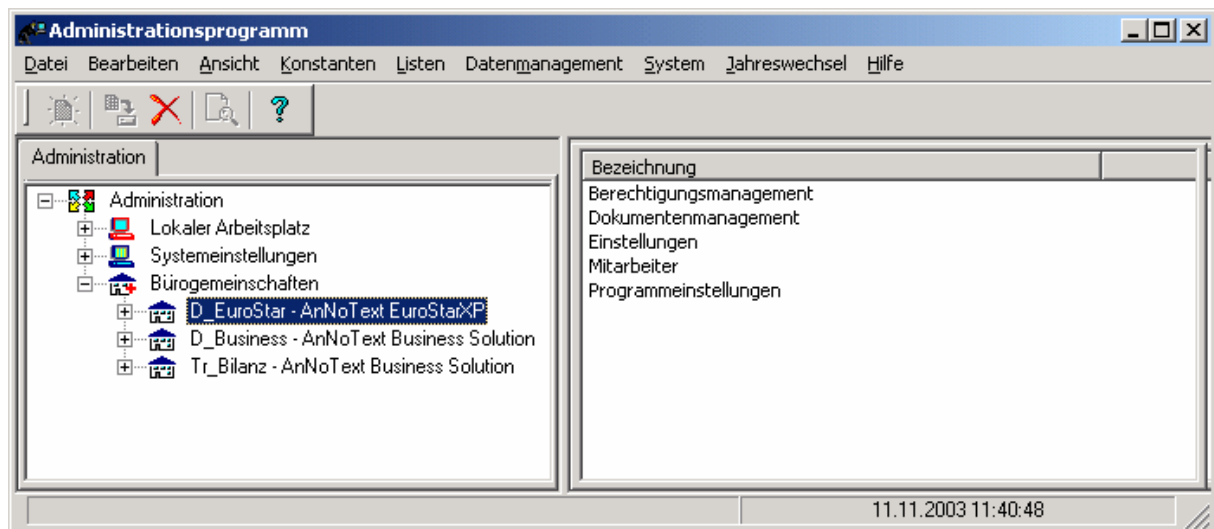 Administrationsprogramm
Datei Bearbeiten Ansicht Konstanten Listen Datenmanagement System Jahreswechsel Hilfe
Administration
Administration
Lokaler Arbeitsplatz
Systemeinstellungen
Bürogemeinschaften
D_EuroStar - AnNoText EuroStarXP
D_Business - AnNoText Business Solution
Tr_Bilanz - AnNoText Business Solution
Bezeichnung
Berechtigungsmanagement
Dokumentenmanagement
Einstellungen
Mitarbeiter
Programmeinstellungen
11.11.2003 11:40:48